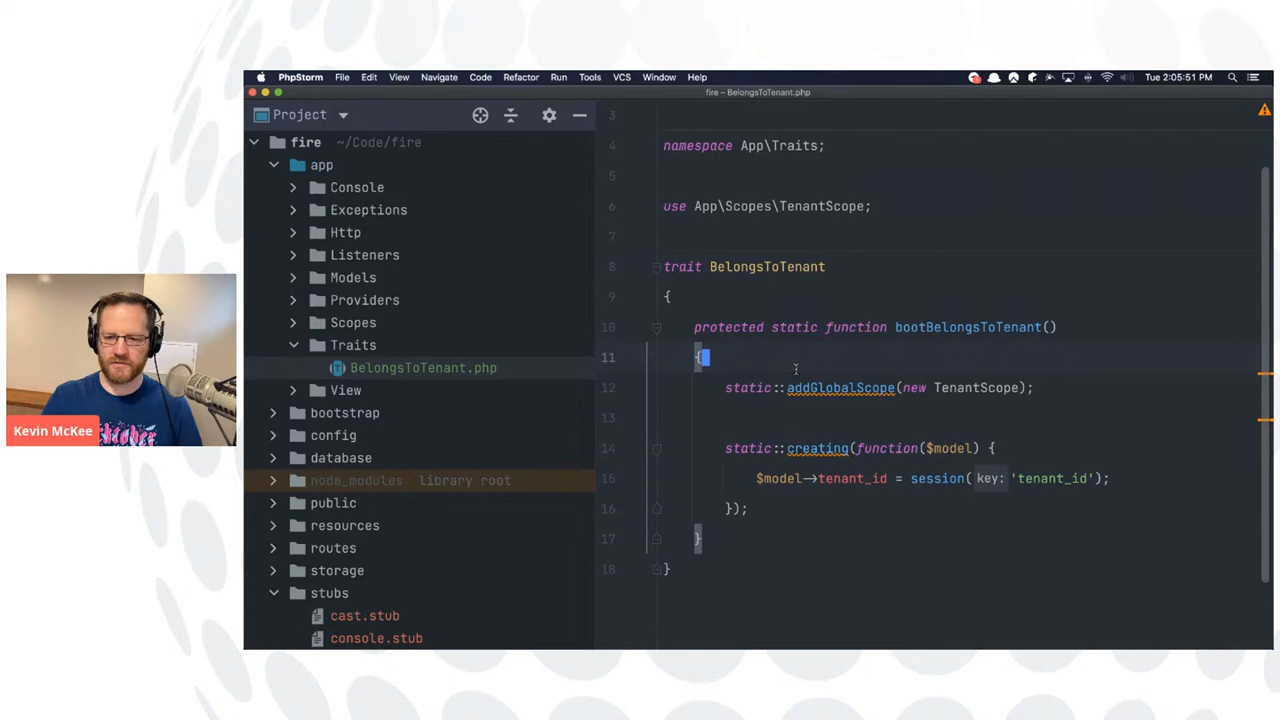 PhpStorm File Edit View Navigate Code Refactor Run Tools VCS Window Help Tue 2:05:51 PM
fire – BelongsToTenant.php
Project
fire ~/Code/fire
app
Console
Exceptions
Http
Listeners
Models
Providers
Scopes
Traits
BelongsToTenant.php
View
bootstrap
config
database
node_modules library root
public
resources
routes
storage
stubs
cast.stub
console.stub
3
4 namespace App\Traits;
5
6 use App\Scopes\TenantScope;
7
8 trait BelongsToTenant
9 {
10 protected static function bootBelongsToTenant()
11 {
12 static::addGlobalScope(new TenantScope);
13
14 static::creating(function($model) {
15 $model->tenant_id = session( key: 'tenant_id');
16 });
17 }
18 }
Kevin McKee